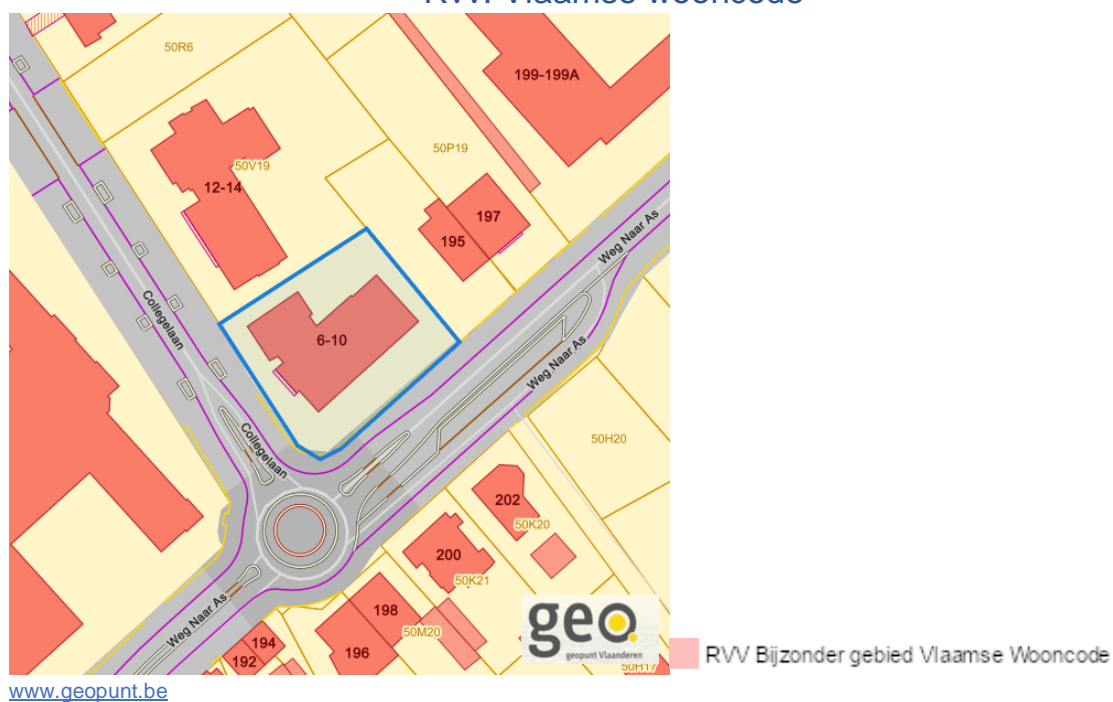 RVV: Vlaamse wooncode
50R6
199-199A
50P19
50V19
12-14
197
195
Weg Naar As
Collegelaan
6-10
Weg Naar As
Collegelaan
50H20
202
50K20
200
50K21
geo
geopunt Vlaanderen
198
50M20
Weg Naar As
194
196
192
50H17
RVV Bijzonder gebied Vlaamse Wooncode
www.geopunt.be